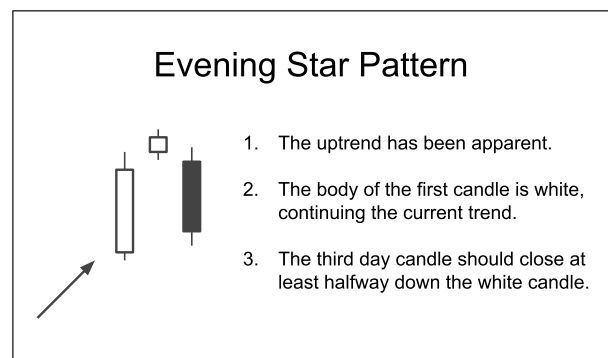 Evening Star Pattern
1. The uptrend has been apparent.
2. The body of the first candle is white,
continuing the current trend.
3. The third day candle should close at
least halfway down the white candle.